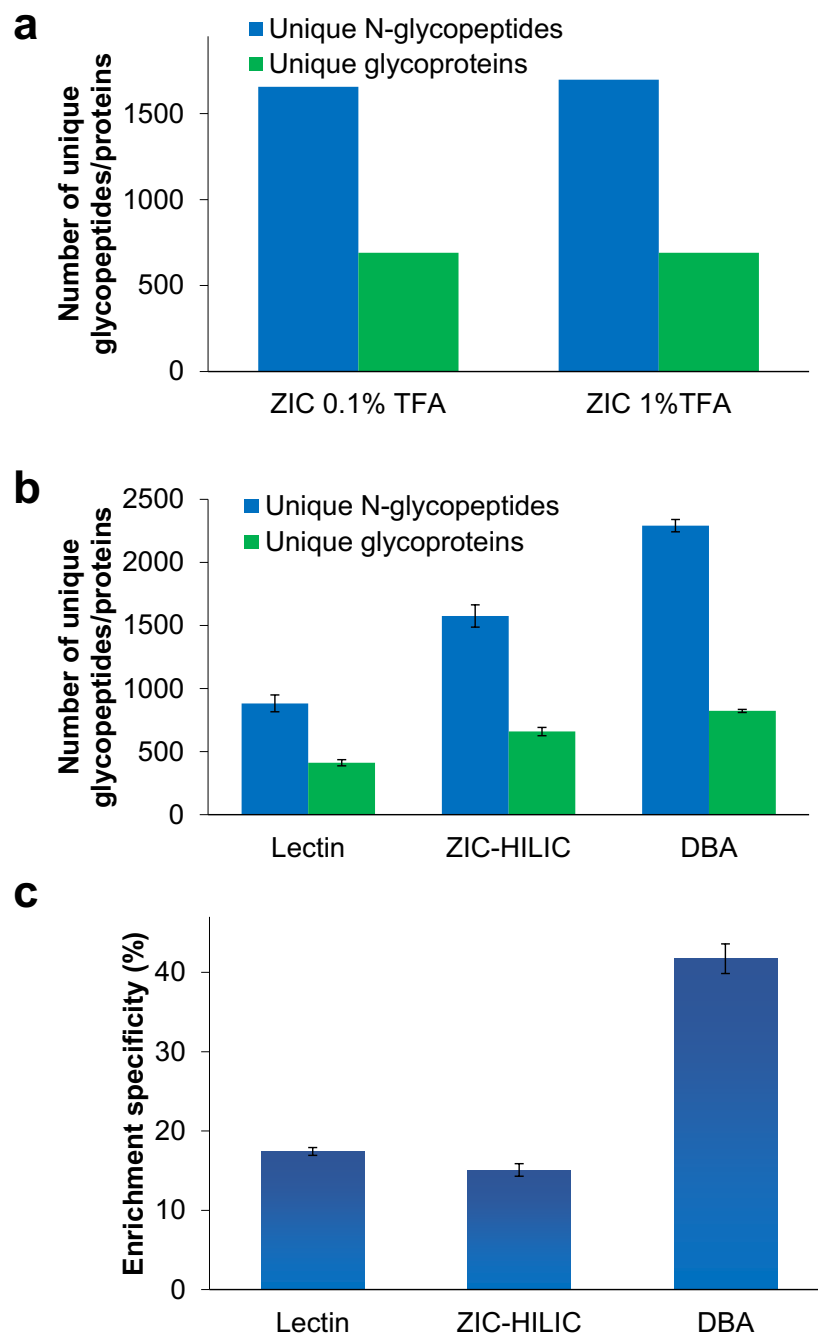 a
Unique N-glycopeptides
Unique glycoproteins
Number of unique
glycopeptides/proteins
1500
1000
500
0
ZIC 0.1% TFA
ZIC 1%TFA
b
Unique N-glycopeptides
Unique glycoproteins
Number of unique
glycopeptides/proteins
2500
2000
1500
1000
500
0
Lectin
ZIC-HILIC
DBA
c
Enrichment specificity (%)
40
30
20
10
0
Lectin
ZIC-HILIC
DBA